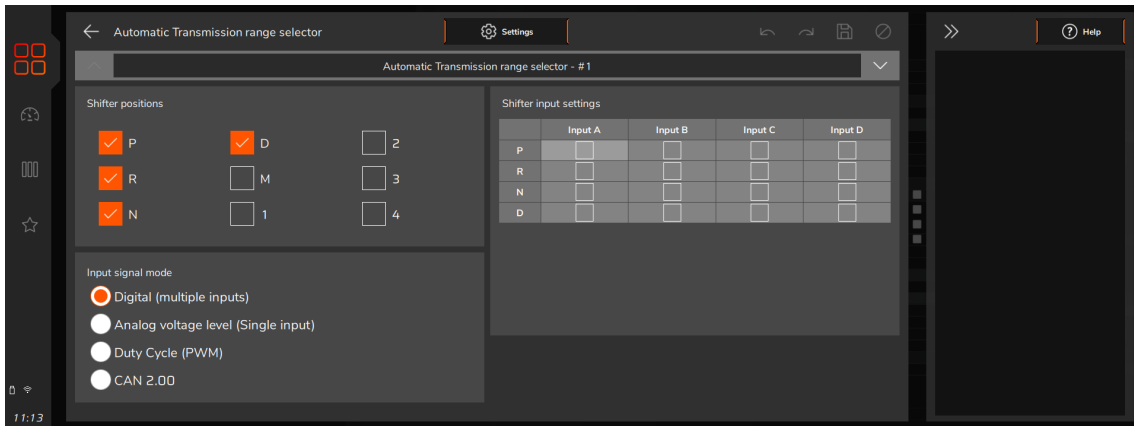 Automatic Transmission range selector
Settings
Help
Automatic Transmission range selector - #1
Shifter positions
P D 2
R M 3
N 1 4
Input signal mode
Digital (multiple inputs)
Analog voltage level (Single input)
Duty Cycle (PWM)
CAN 2.00
Shifter input settings
Input A Input B Input C Input D
P
R
N
D
11:13